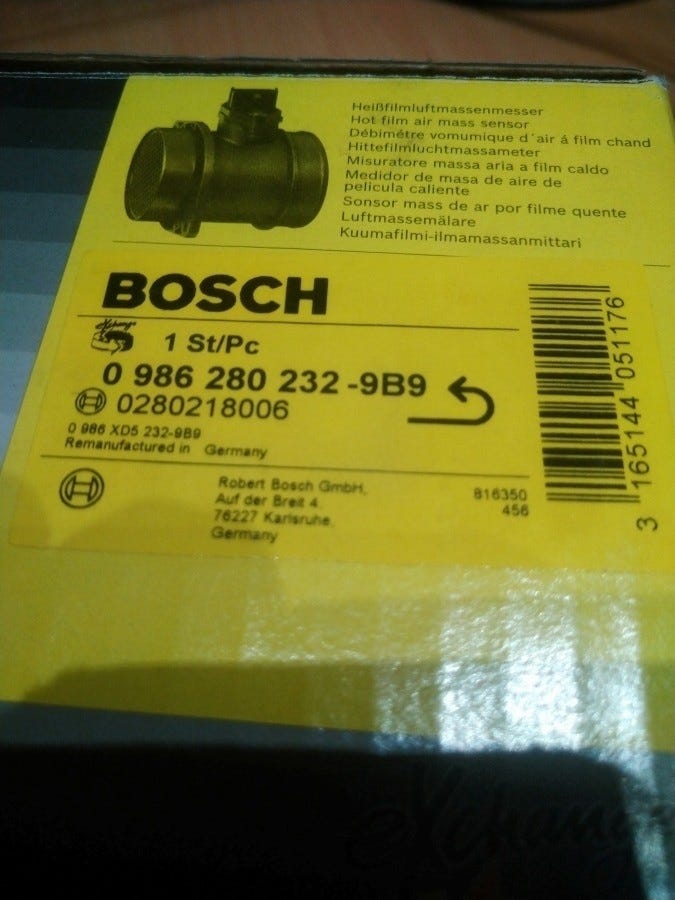 Heißfilmluftmassenmesser
Hot film air mass sensor
Débimétre vomumique d'air á film chand
Hittefilmluchtmassameter
Misuratore massa aria a film caldo
Medidor de masa de aire de
pelicula caliente
Sonsor mass de ar por filme quente
Luftmassemälare
Kuumafilmi-ilmamassanmittari
BOSCH
eXchange
1 St/Pc
0 986 280 232 -9B9
0280218006
0 986 XD5 232-9B9
Remanufactured in Germany
Robert Bosch GmbH,
Auf der Breit 4.
76227 Karlsruhe.
Germany
816350
456
3 165144 051176
eXchange